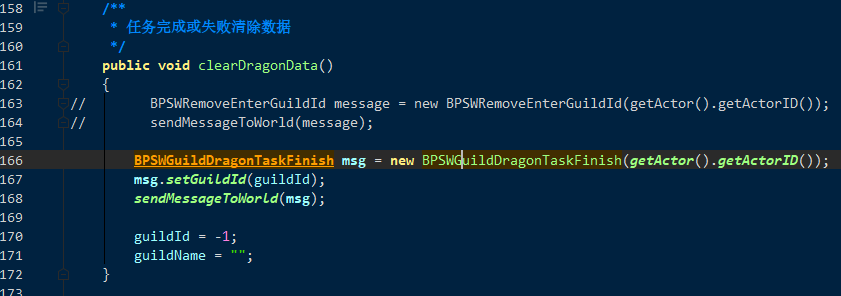 158 /**
159 * 任务完成或失败清除数据
160 */
161 public void clearDragonData()
162 {
163 // BPSWRemoveEnterGuildId message = new BPSWRemoveEnterGuildId(getActor().getActorID());
164 // sendMessageToWorld(message);
165
166 BPSWGuildDragonTaskFinish msg = new BPSWGuildDragonTaskFinish(getActor().getActorID());
167 msg.setGuildId(guildId);
168 sendMessageToWorld(msg);
169
170 guildId = -1;
171 guildName = "";
172 }
173